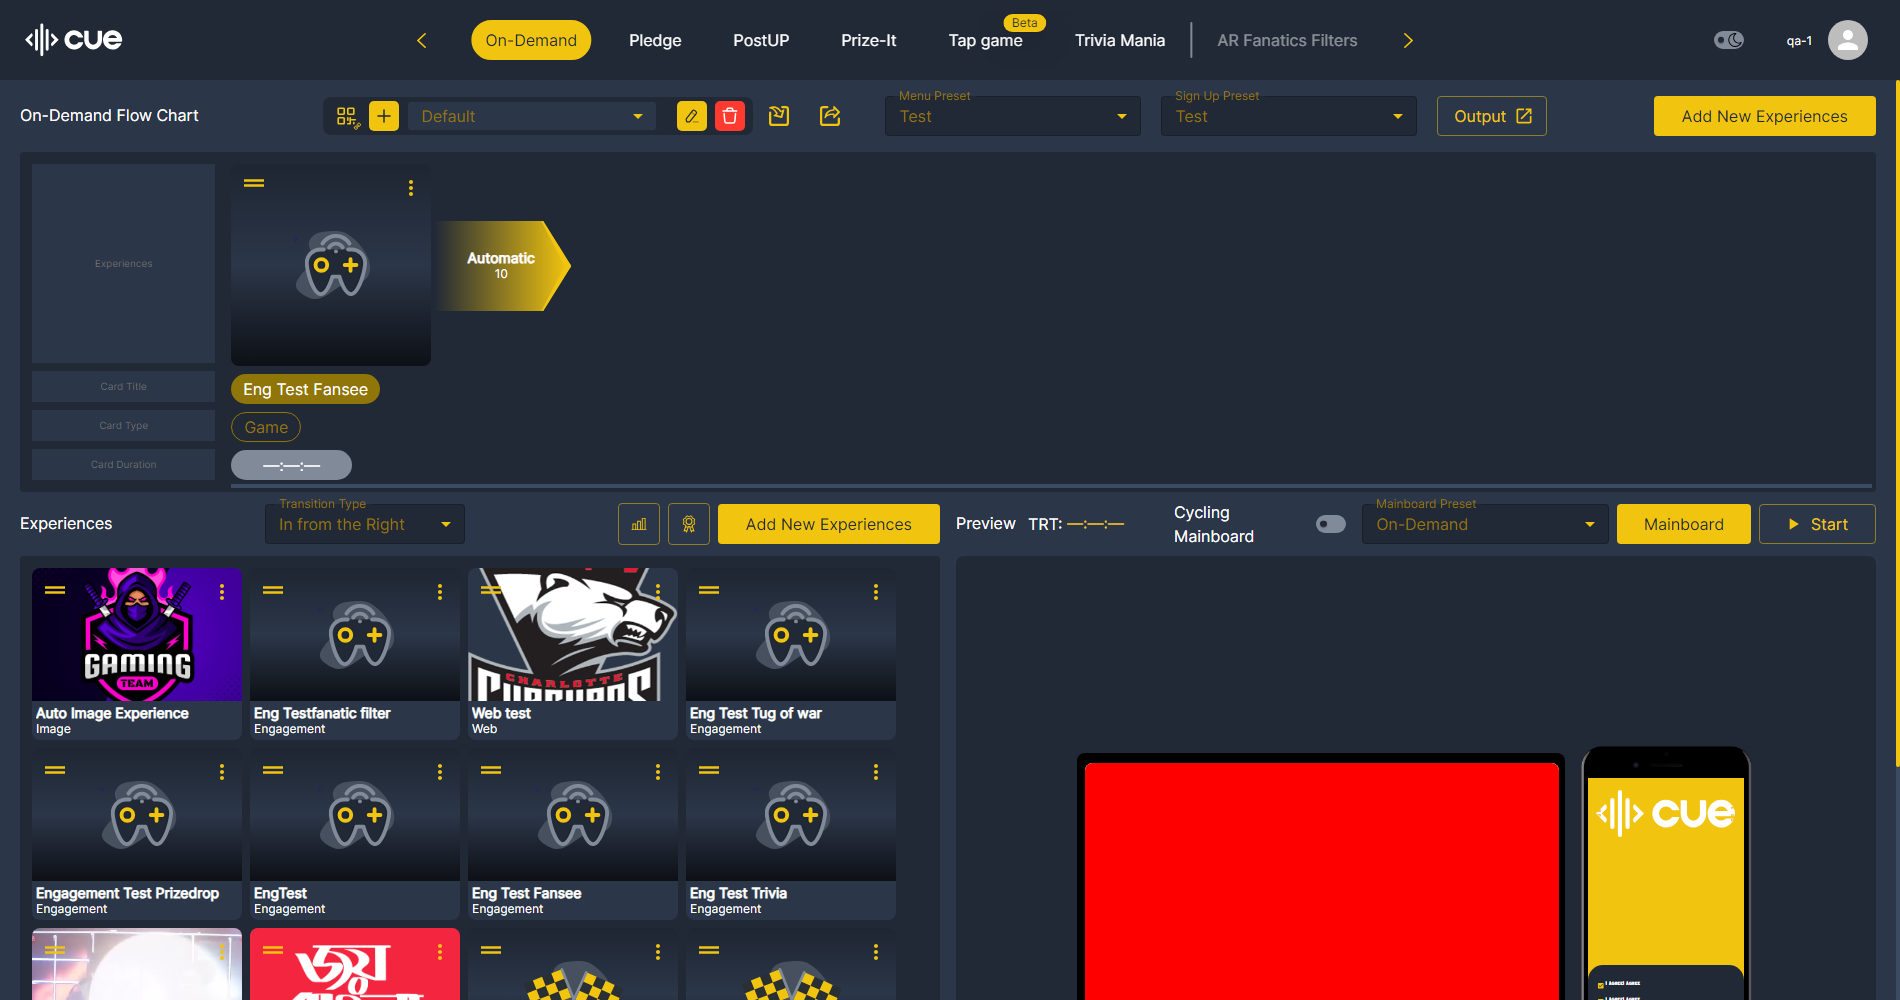 cue
On-Demand
Pledge
PostUP
Prize-It
Beta
Tap game
Trivia Mania
AR Fanatics Filters
qa-1
On-Demand Flow Chart
Default
Menu Preset
Test
Sign Up Preset
Test
Output
Add New Experiences
Experiences
Automatic
10
Card Title
Eng Test Fansee
Card Type
Game
Card Duration
—:—:—
Experiences
Transition Type
In from the Right
Add New Experiences
Preview
TRT: —:—:—
Cycling
Mainboard
Mainboard Preset
On-Demand
Mainboard
Start
GAMING
TEAM
CHARLOTTE
Auto Image Experience
Image
Eng Testfanatic filter
Engagement
Web test
Web
Eng Test Tug of war
Engagement
cue
Engagement Test Prizedrop
Engagement
EngTest
Engagement
Eng Test Fansee
Engagement
Eng Test Trivia
Engagement
জয়